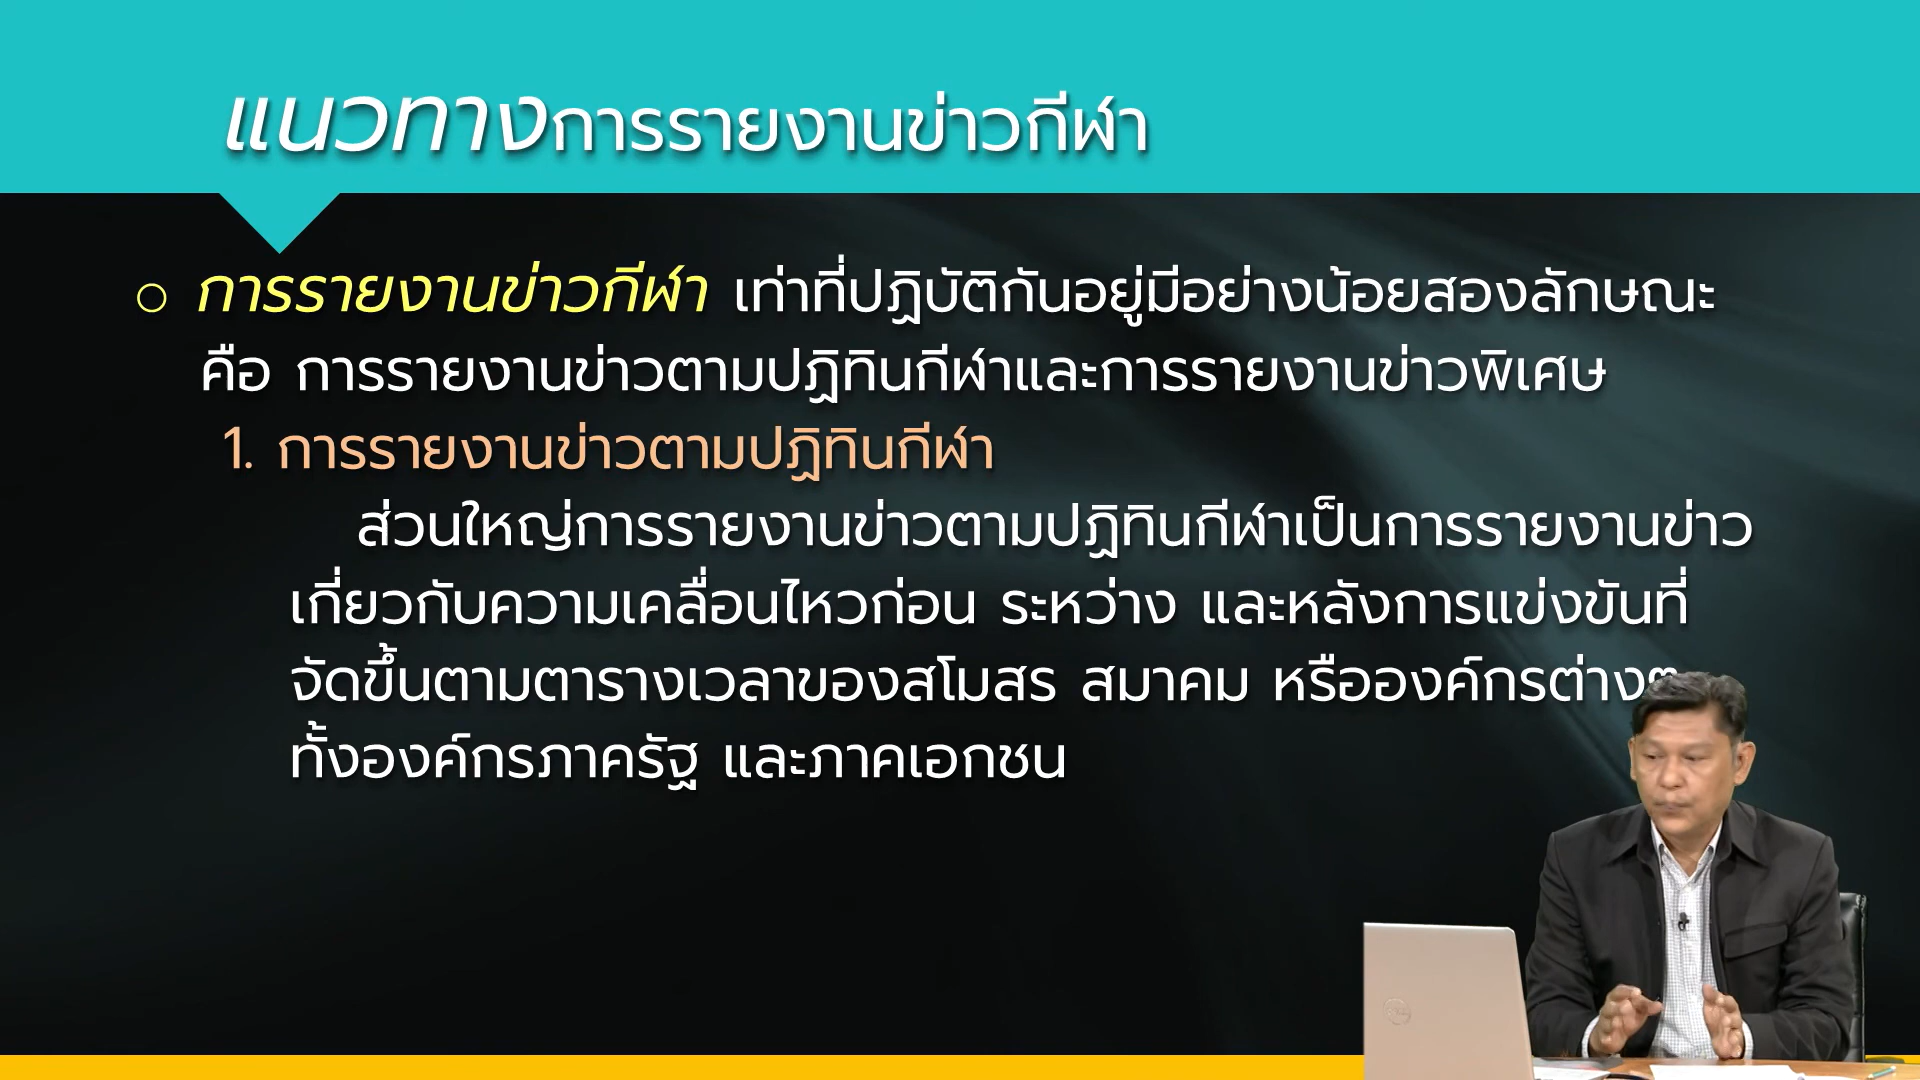 แนวทางการรายงานข่าวกีฬา
การรายงานข่าวกีฬา เท่าที่ปฏิบัติกันอยู่มีอย่างน้อยสองลักษณะ
คือ การรายงานข่าวตามปฏิทินกีฬาและการรายงานข่าวพิเศษ
1. การรายงานข่าวตามปฏิทินกีฬา
ส่วนใหญ่การรายงานข่าวตามปฏิทินกีฬาเป็นการรายงานข่าว
เกี่ยวกับความเคลื่อนไหวก่อน ระหว่าง และหลังการแข่งขันที่
จัดขึ้นตามตารางเวลาของสโมสร สมาคม หรือองค์กรต่าง
ทั้งองค์กรภาครัฐ และภาคเอกชน